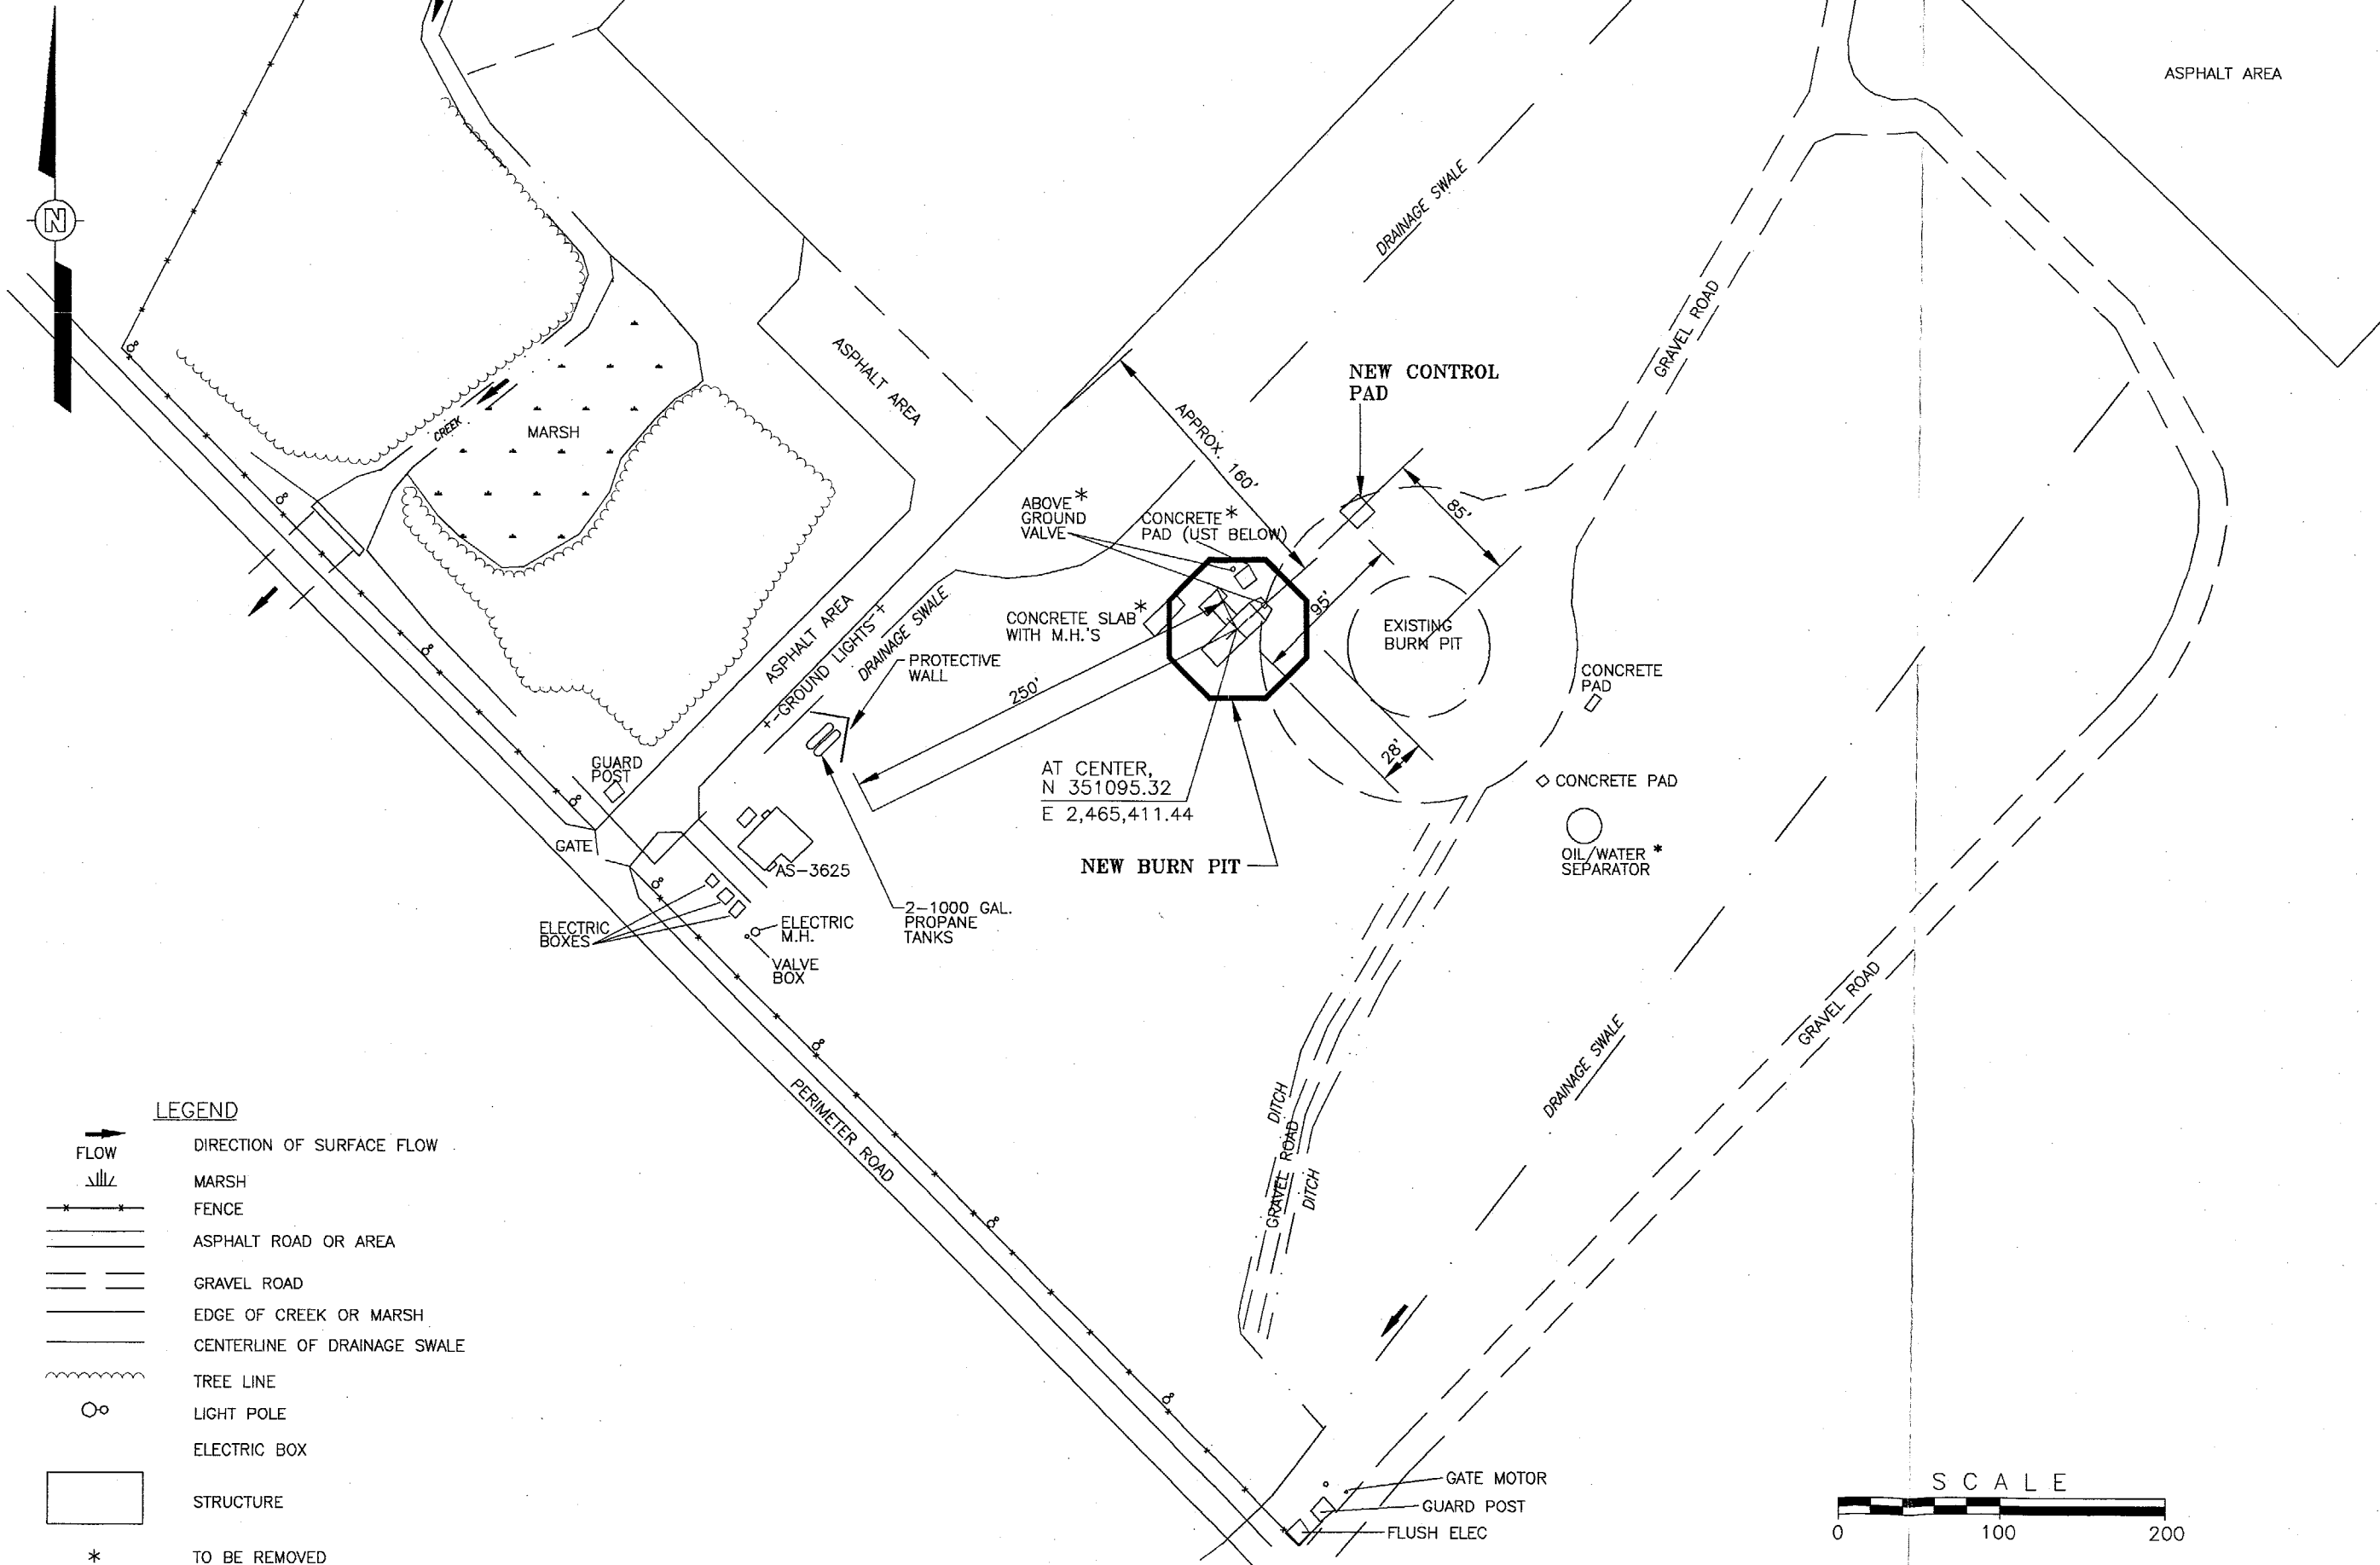 ASPHALT AREA
N
DRAINAGE SWALE
GRAVEL ROAD
ASPHALT AREA
NEW CONTROL
PAD
CREEK
MARSH
APPROX. 160'
85'
ABOVE *
GROUND
VALVE
CONCRETE *
PAD (UST BELOW)
95'
CONCRETE SLAB *
WITH M.H.'S
EXISTING
BURN PIT
ASPHALT AREA
GROUND LIGHTS
DRAINAGE SWALE
PROTECTIVE
WALL
250'
CONCRETE
PAD
28'
GUARD
POST
AT CENTER,
N 351095.32
E 2,465,411.44
CONCRETE PAD
GATE
OIL/WATER *
SEPARATOR
NEW BURN PIT
AS-3625
2-1000 GAL.
PROPANE
TANKS
ELECTRIC
BOXES
ELECTRIC
M.H.
VALVE
BOX
GRAVEL ROAD
DRAINAGE SWALE
PERIMETER ROAD
DITCH
GRAVEL ROAD
DITCH
LEGEND
FLOW
DIRECTION OF SURFACE FLOW
MARSH
FENCE
ASPHALT ROAD OR AREA
GRAVEL ROAD
EDGE OF CREEK OR MARSH
CENTERLINE OF DRAINAGE SWALE
TREE LINE
LIGHT POLE
ELECTRIC BOX
STRUCTURE
* TO BE REMOVED
GATE MOTOR
GUARD POST
FLUSH ELEC
SCALE
0 100 200